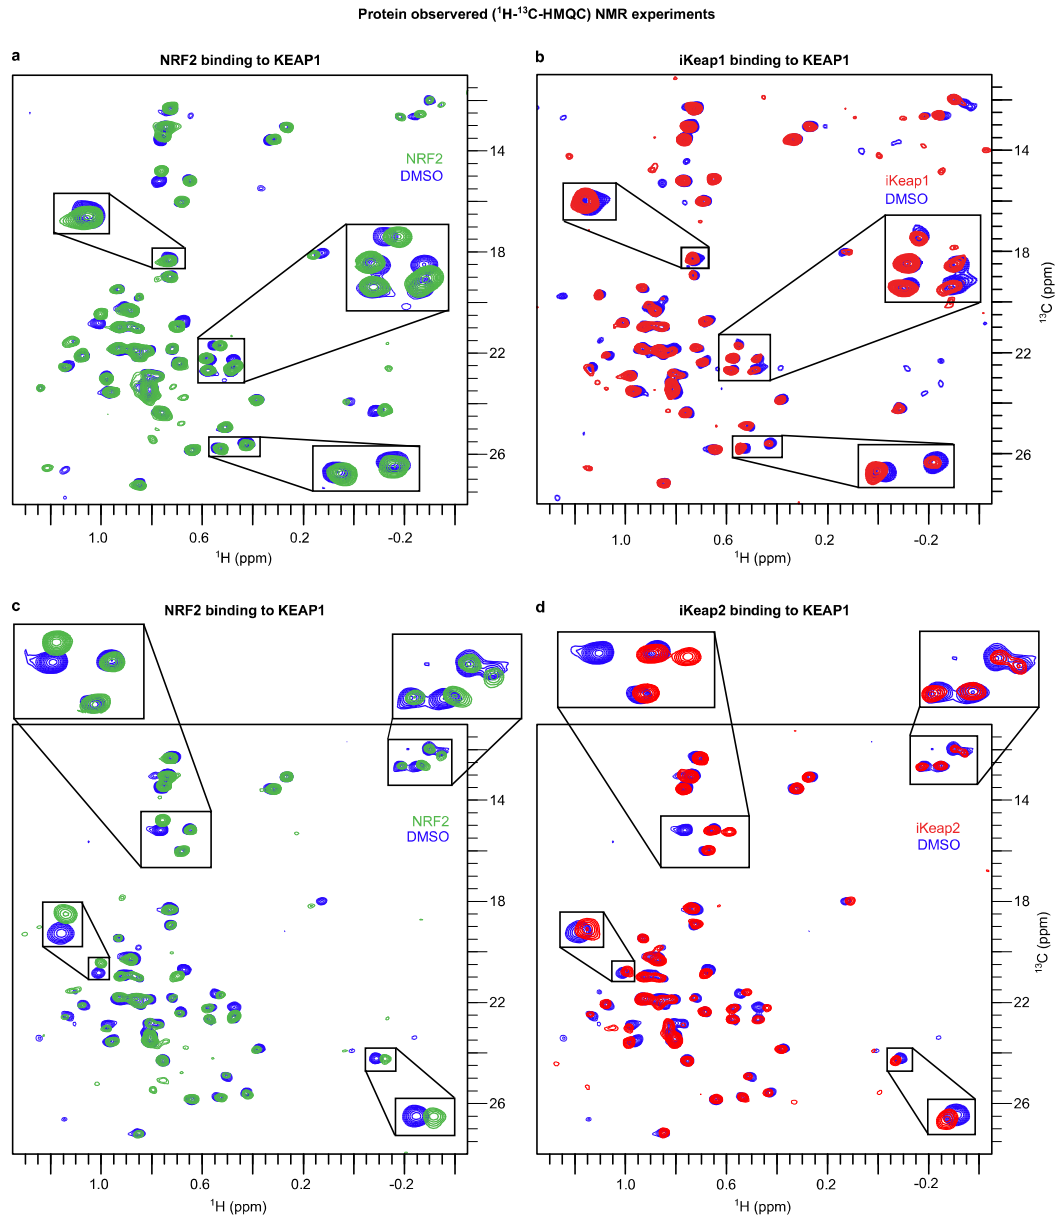 Protein observered (¹H-¹³C-HMQC) NMR experiments
a
NRF2 binding to KEAP1
NRF2
DMSO
14
18
22
26
1.0 0.6 0.2 -0.2
¹H (ppm)
b
iKeap1 binding to KEAP1
iKeap1
DMSO
14
18
22
26
¹³C (ppm)
1.0 0.6 0.2 -0.2
¹H (ppm)
c
NRF2 binding to KEAP1
NRF2
DMSO
14
18
22
26
1.0 0.6 0.2 -0.2
¹H (ppm)
d
iKeap2 binding to KEAP1
iKeap2
DMSO
14
18
22
26
¹³C (ppm)
1.0 0.6 0.2 -0.2
¹H (ppm)